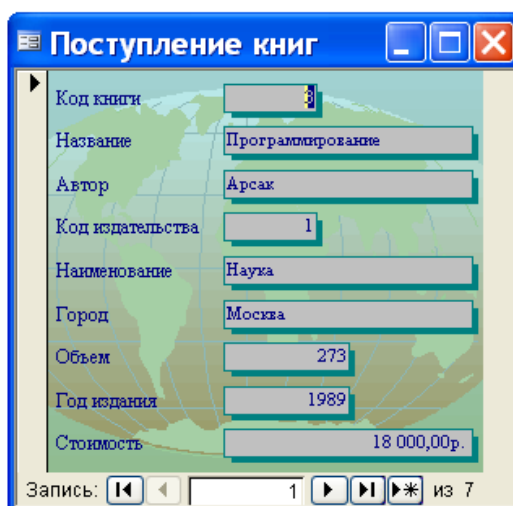 Поступление книг
Код книги 3
Название Программирование
Автор Арсак
Код издательства 1
Наименование Наука
Город Москва
Объем 273
Год издания 1989
Стоимость 18 000,00р.
Запись: 1 из 7